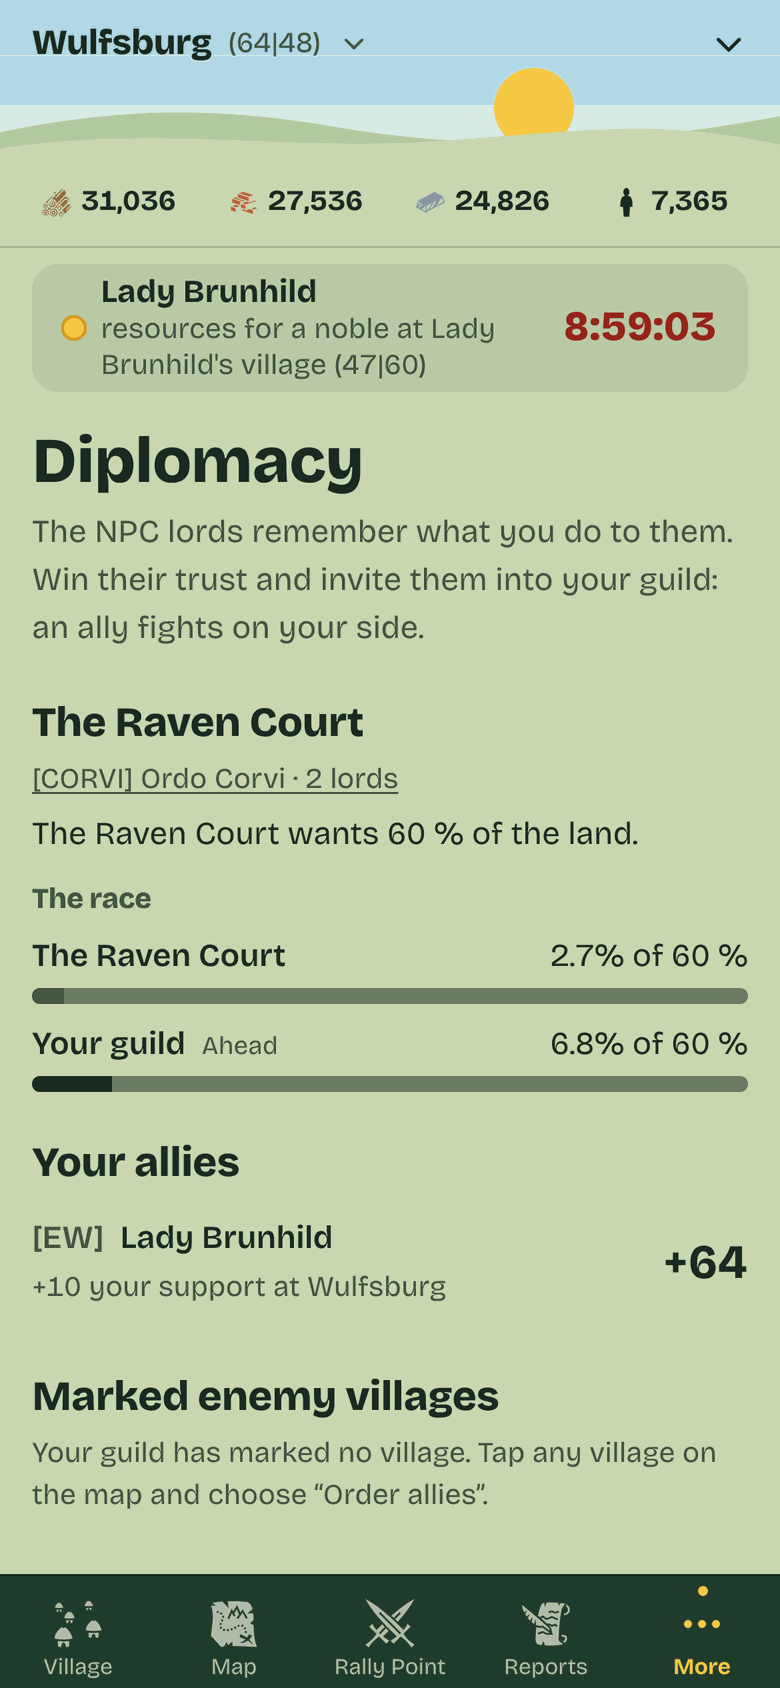 Wulfsburg (64|48)
31,036 27,536 24,826 7,365
Lady Brunhild
resources for a noble at Lady
Brunhild's village (47|60)
8:59:03
Diplomacy
The NPC lords remember what you do to them.
Win their trust and invite them into your guild:
an ally fights on your side.
The Raven Court
[CORVI] Ordo Corvi · 2 lords
The Raven Court wants 60 % of the land.
The race
The Raven Court 2.7% of 60 %
Your guild Ahead 6.8% of 60 %
Your allies
[EW] Lady Brunhild
+10 your support at Wulfsburg
+64
Marked enemy villages
Your guild has marked no village. Tap any village on
the map and choose “Order allies”.
Village Map Rally Point Reports More